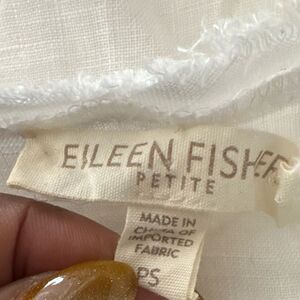 EILEEN FISHER
PETITE
MADE IN
CHINA OF
IMPORTED
FABRIC
PS